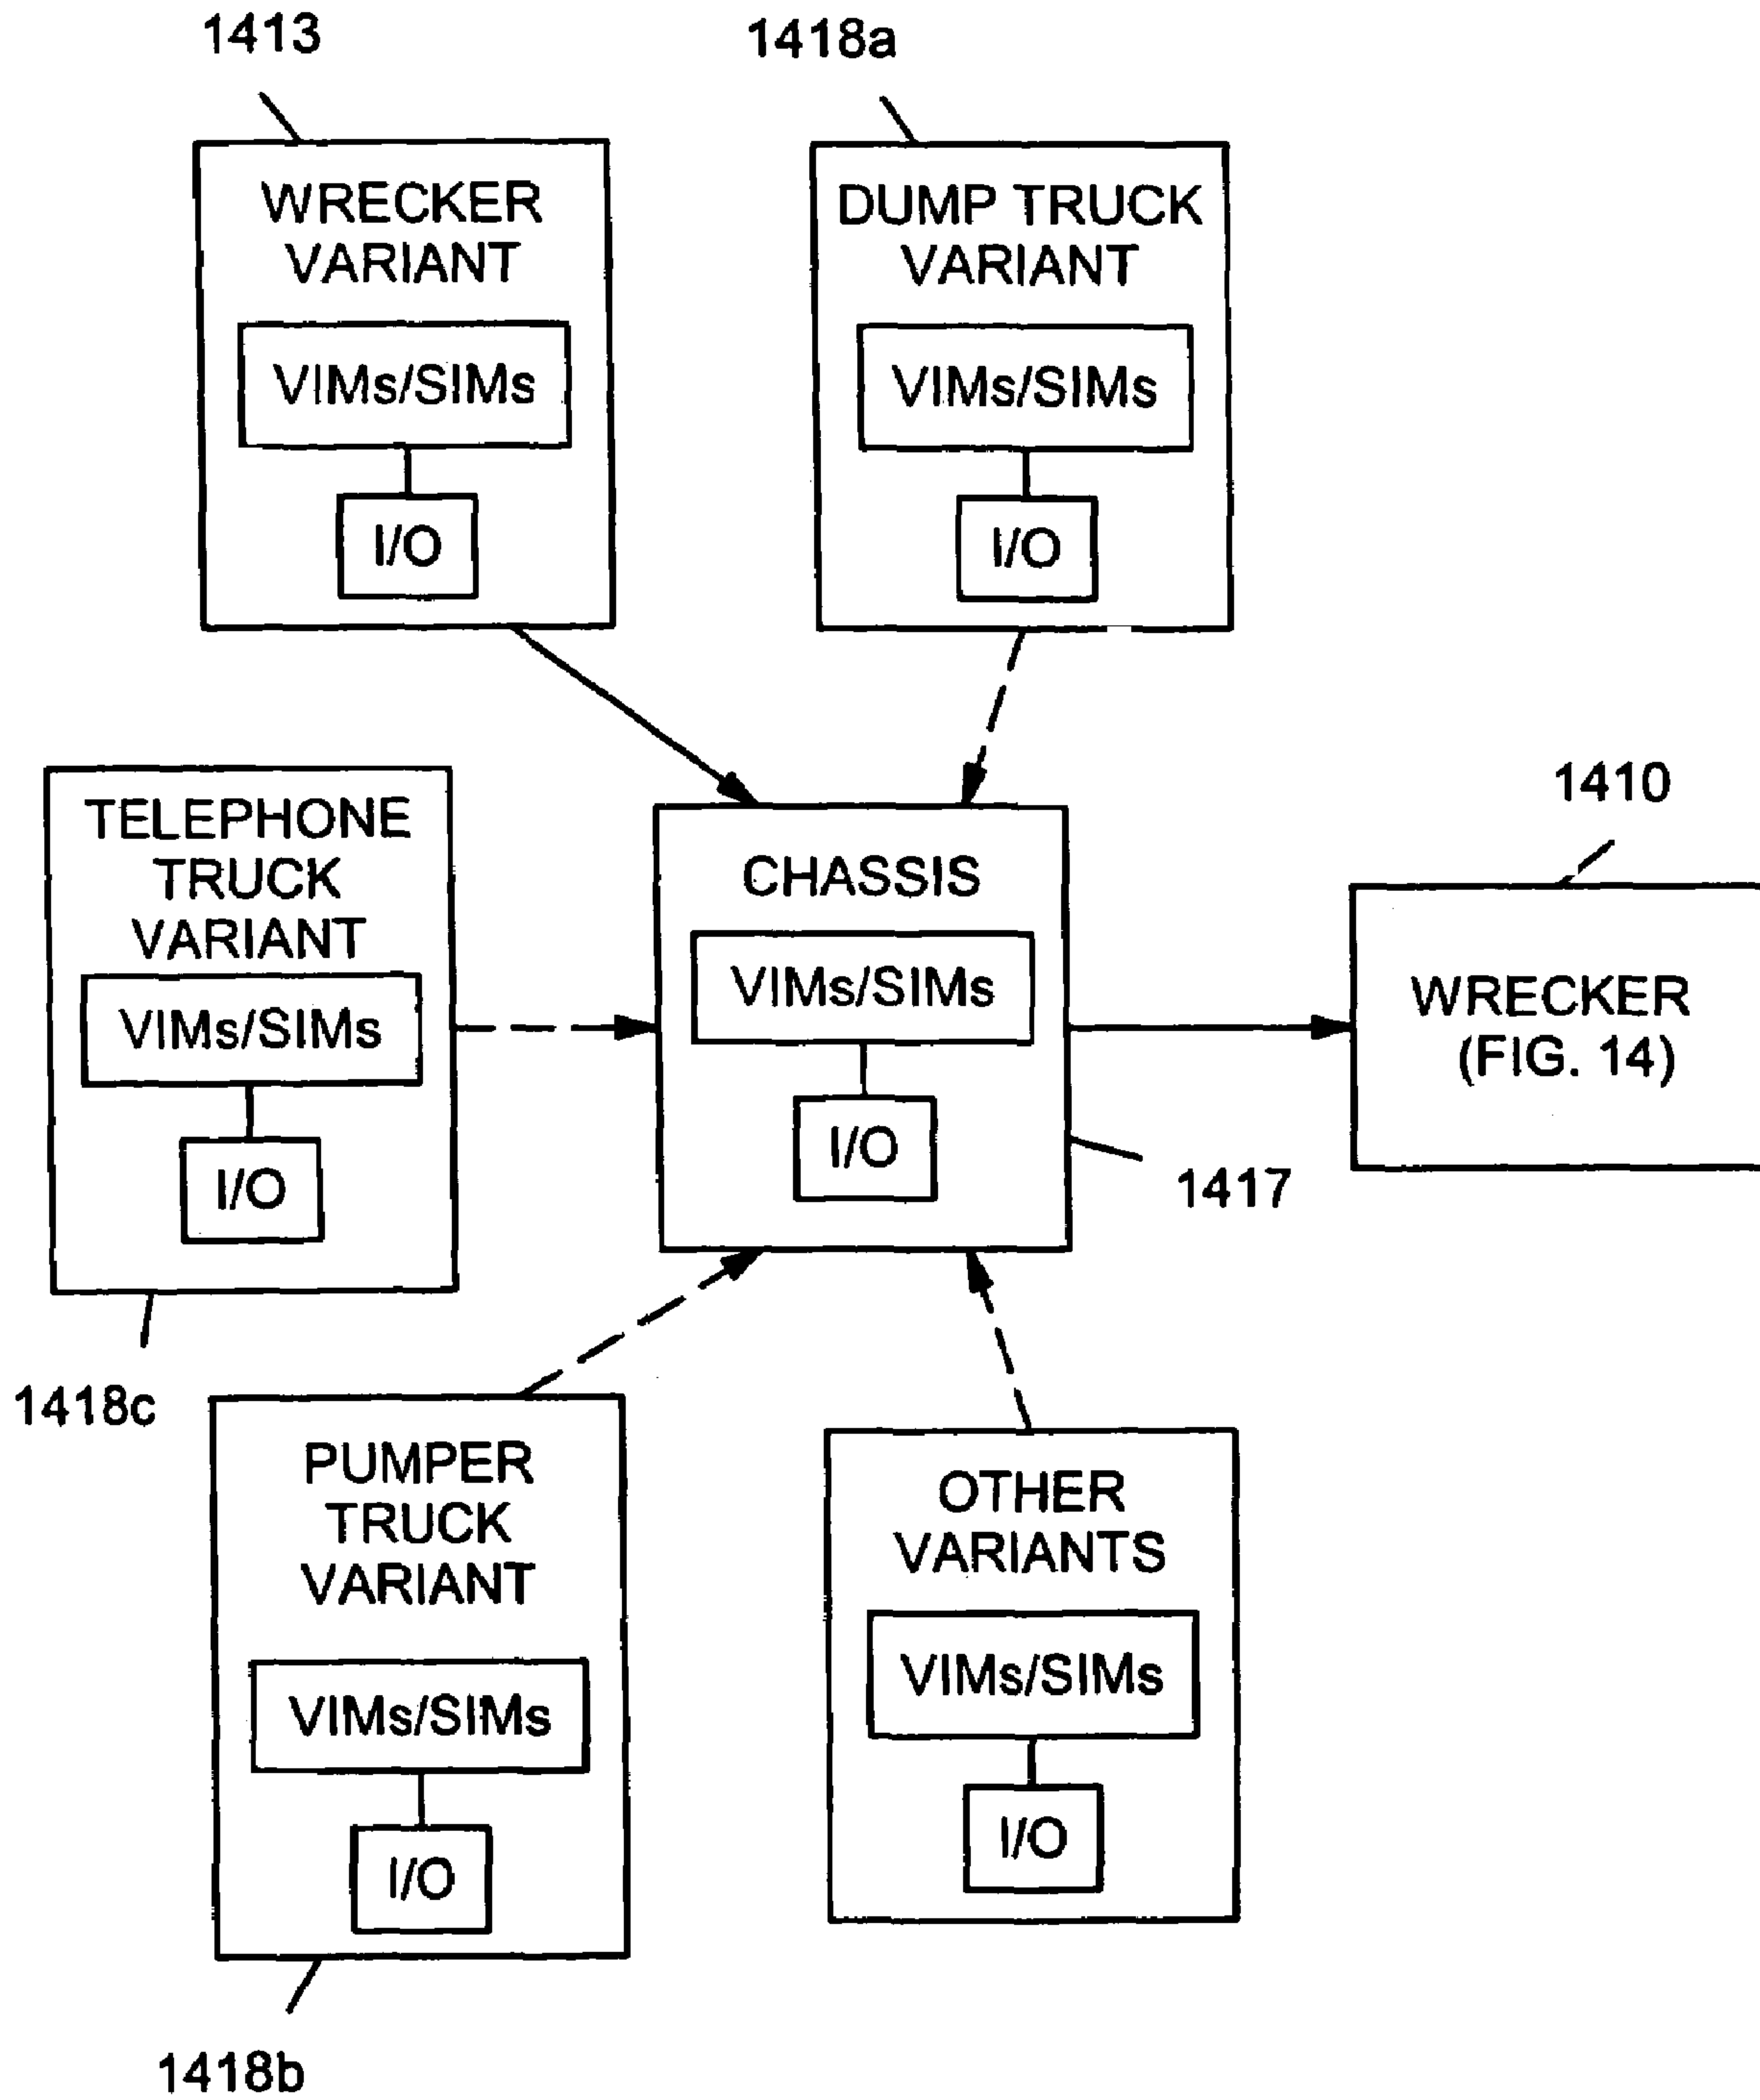 1413
1418a
WRECKER
VARIANT
VIMs/SIMs
I/O
DUMP TRUCK
VARIANT
VIMs/SIMs
I/O
TELEPHONE
TRUCK
VARIANT
VIMs/SIMs
I/O
1418c
CHASSIS
VIMs/SIMs
I/O
1417
1410
WRECKER
(FIG. 14)
PUMPER
TRUCK
VARIANT
VIMs/SIMs
I/O
1418b
OTHER
VARIANTS
VIMs/SIMs
I/O